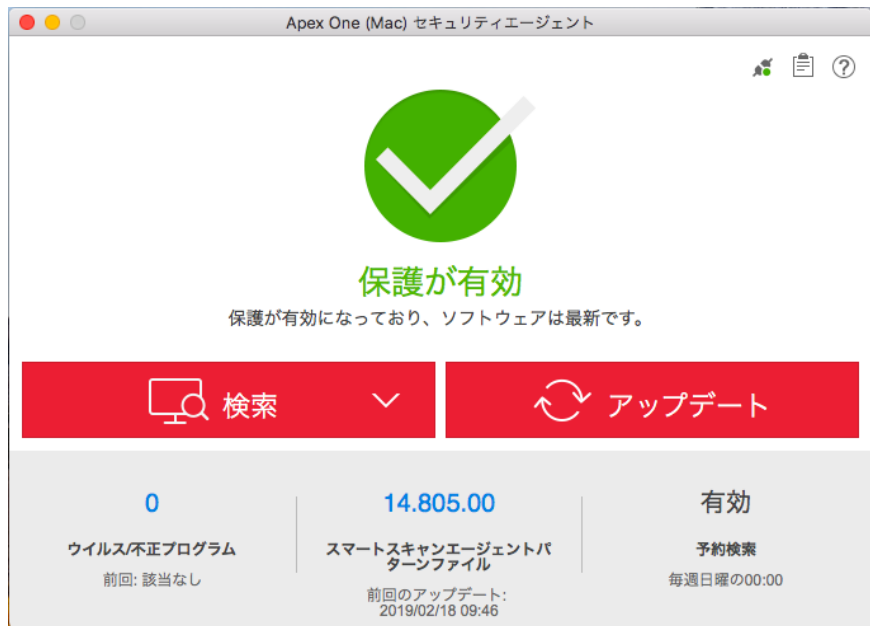 Apex One (Mac) セキュリティエージェント
?
保護が有効
保護が有効になっており、ソフトウェアは最新です。
検索
アップデート
0
ウイルス/不正プログラム
前回: 該当なし
14.805.00
スマートスキャンエージェントパ
ターンファイル
前回のアップデート:
2019/02/18 09:46
有効
予約検索
毎週日曜の00:00